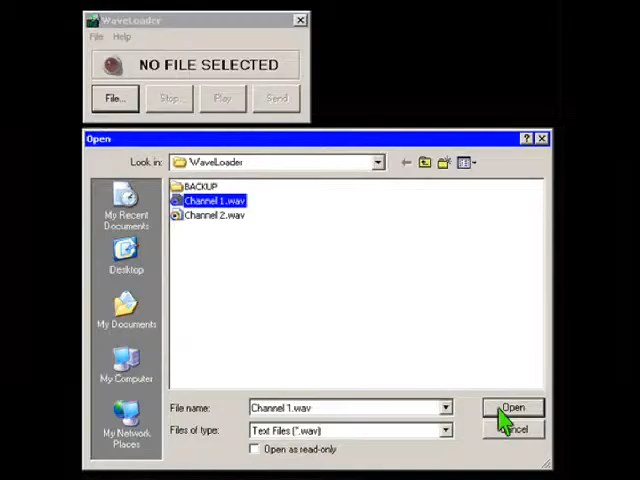 WaveLoader
File Help
NO FILE SELECTED
File... Stop Play Send
Open
Look in: WaveLoader
BACKUP
Channel 1.wav
Channel 2.wav
My Recent
Documents
Desktop
My Documents
My Computer
My Network
Places
File name: Channel 1.wav Open
Files of type: Text Files (*.wav) Cancel
Open as read-only